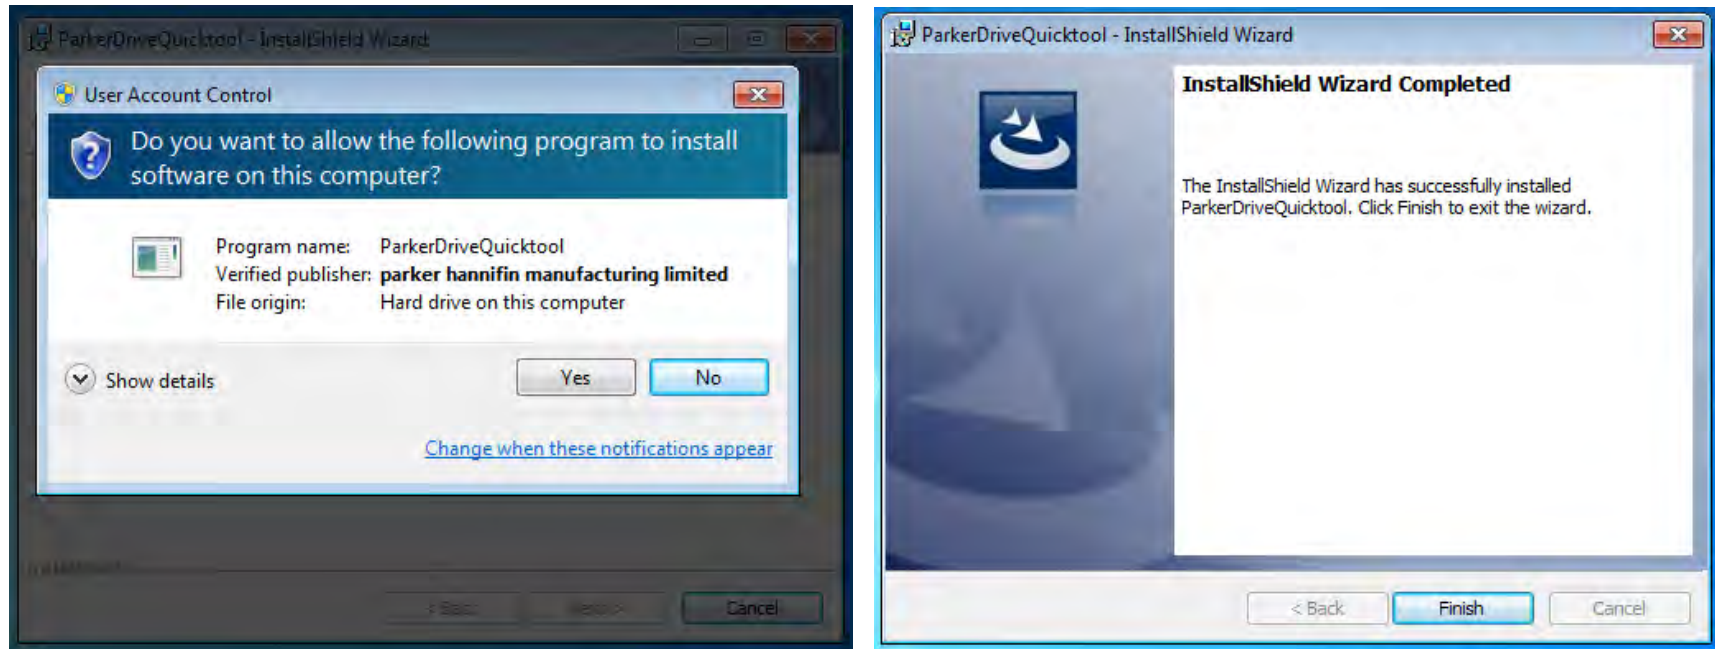 ParkerDriveQuicktool - InstallShield Wizard
User Account Control
Do you want to allow the following program to install
software on this computer?
Program name: ParkerDriveQuicktool
Verified publisher: parker hannifin manufacturing limited
File origin: Hard drive on this computer
Show details
Yes
No
Change when these notifications appear
InstallShield
< Back
Next >
Cancel
ParkerDriveQuicktool - InstallShield Wizard
InstallShield Wizard Completed
The InstallShield Wizard has successfully installed
ParkerDriveQuicktool. Click Finish to exit the wizard.
< Back
Finish
Cancel